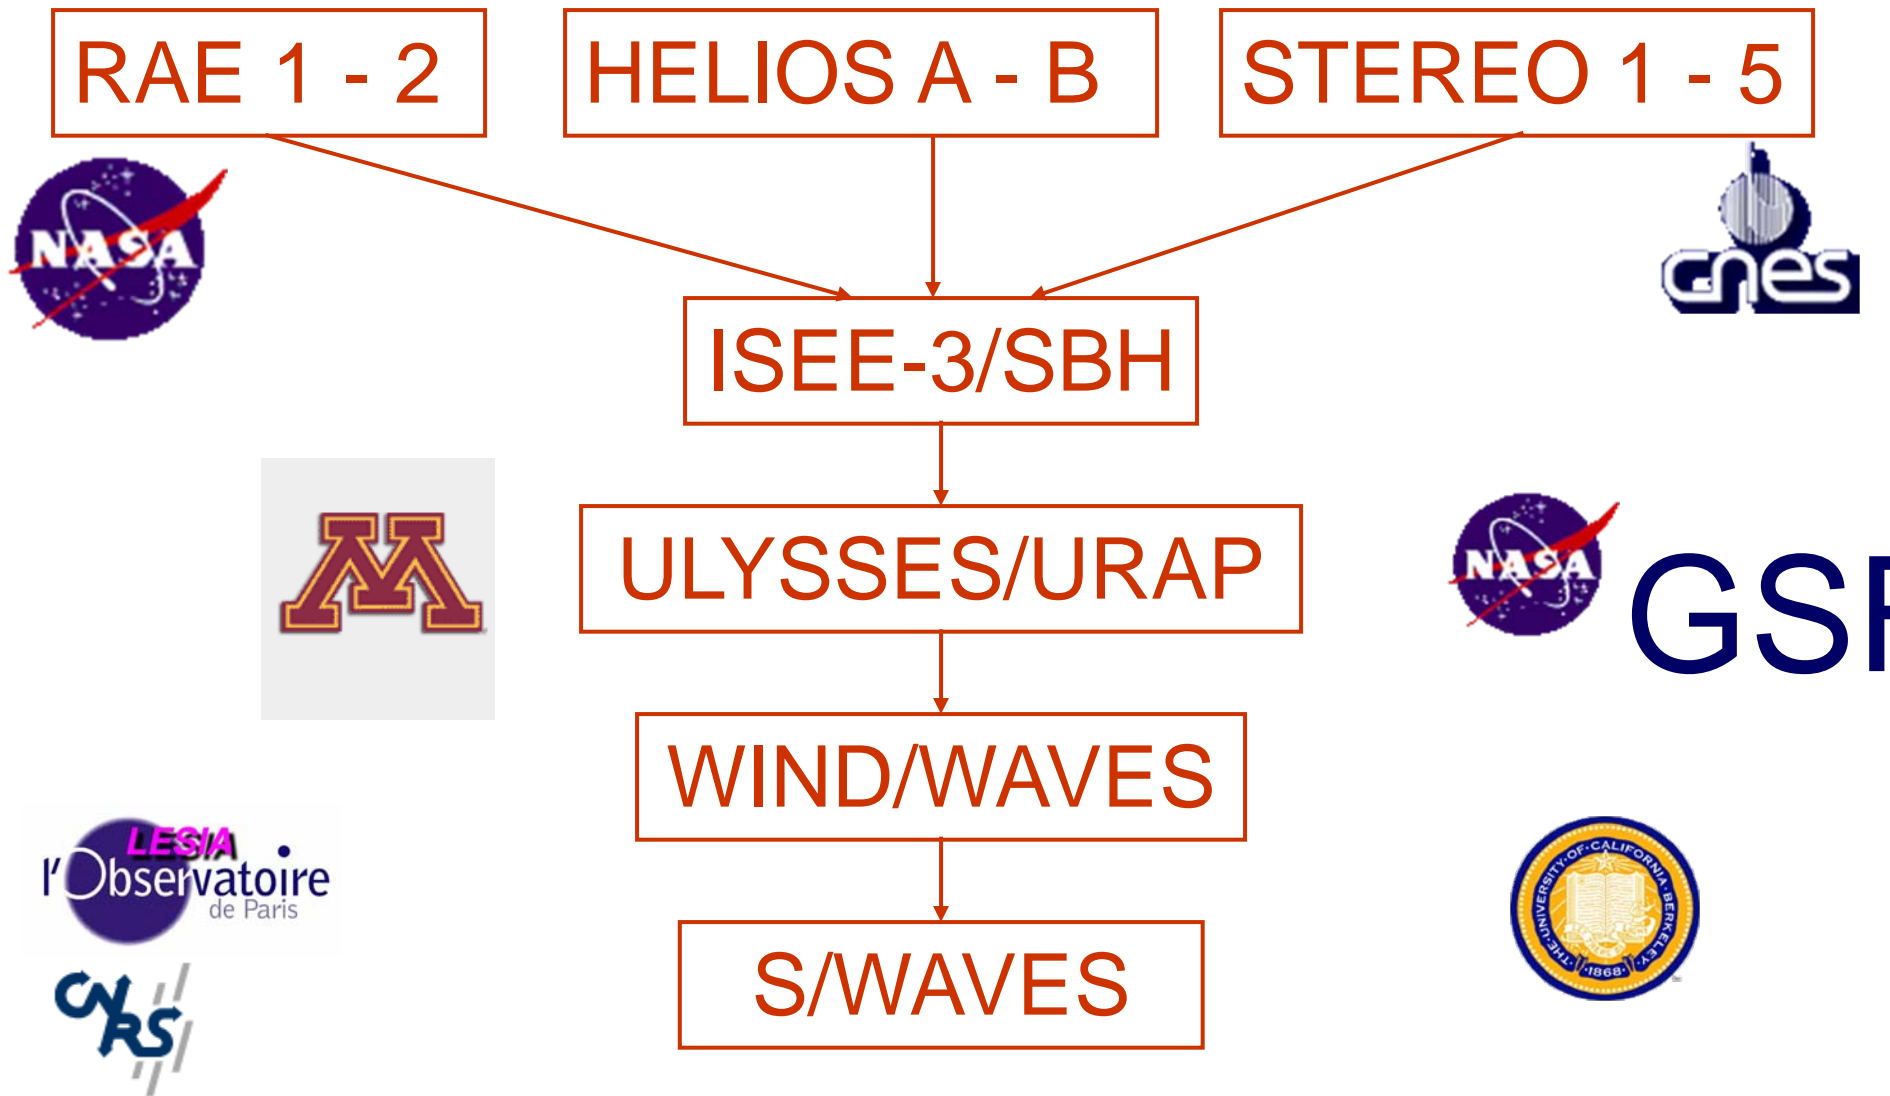 RAE 1 - 2
HELIOS A - B
STEREO 1 - 5
NASA
cnes
ISEE-3/SBH
M
ULYSSES/URAP
NASA
GSF
WIND/WAVES
LESIA
l'Observatoire
de Paris
THE·UNIVERSITY·OF·CALIFORNIA·BERKELEY
·1868·
S/WAVES
CNRS